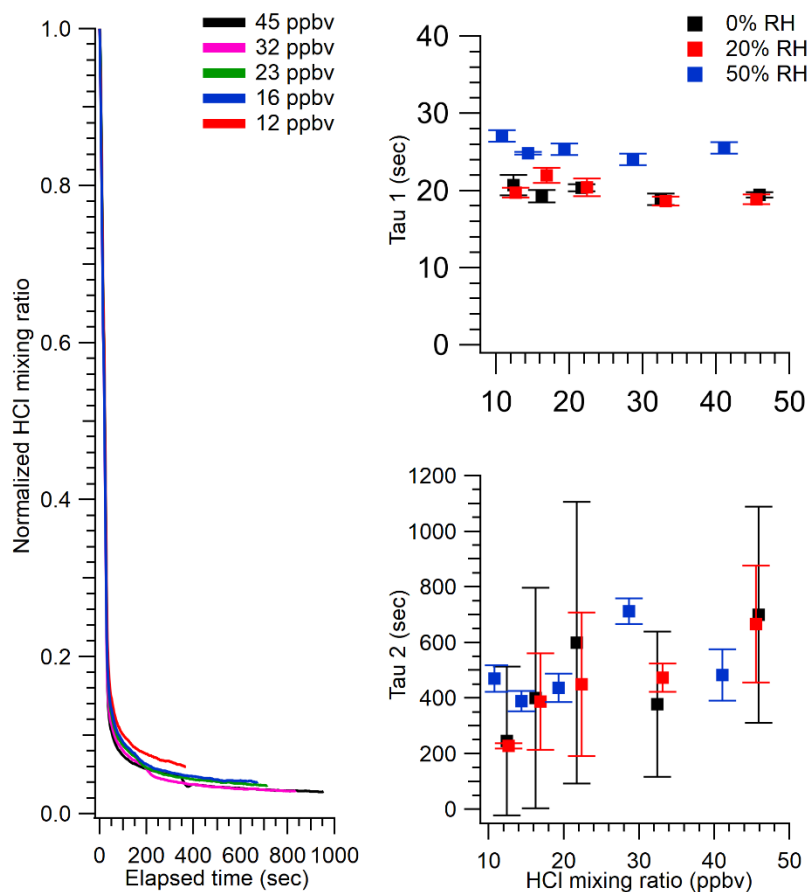 45 ppbv
32 ppbv
23 ppbv
16 ppbv
12 ppbv
1.0
0.8
0.6
0.4
0.2
0.0
Normalized HCl mixing ratio
0 200 400 600 800 1000
Elapsed time (sec)
0% RH
20% RH
50% RH
40
30
20
10
0
Tau 1 (sec)
10 20 30 40 50
1200
1000
800
600
400
200
0
Tau 2 (sec)
10 20 30 40 50
HCl mixing ratio (ppbv)